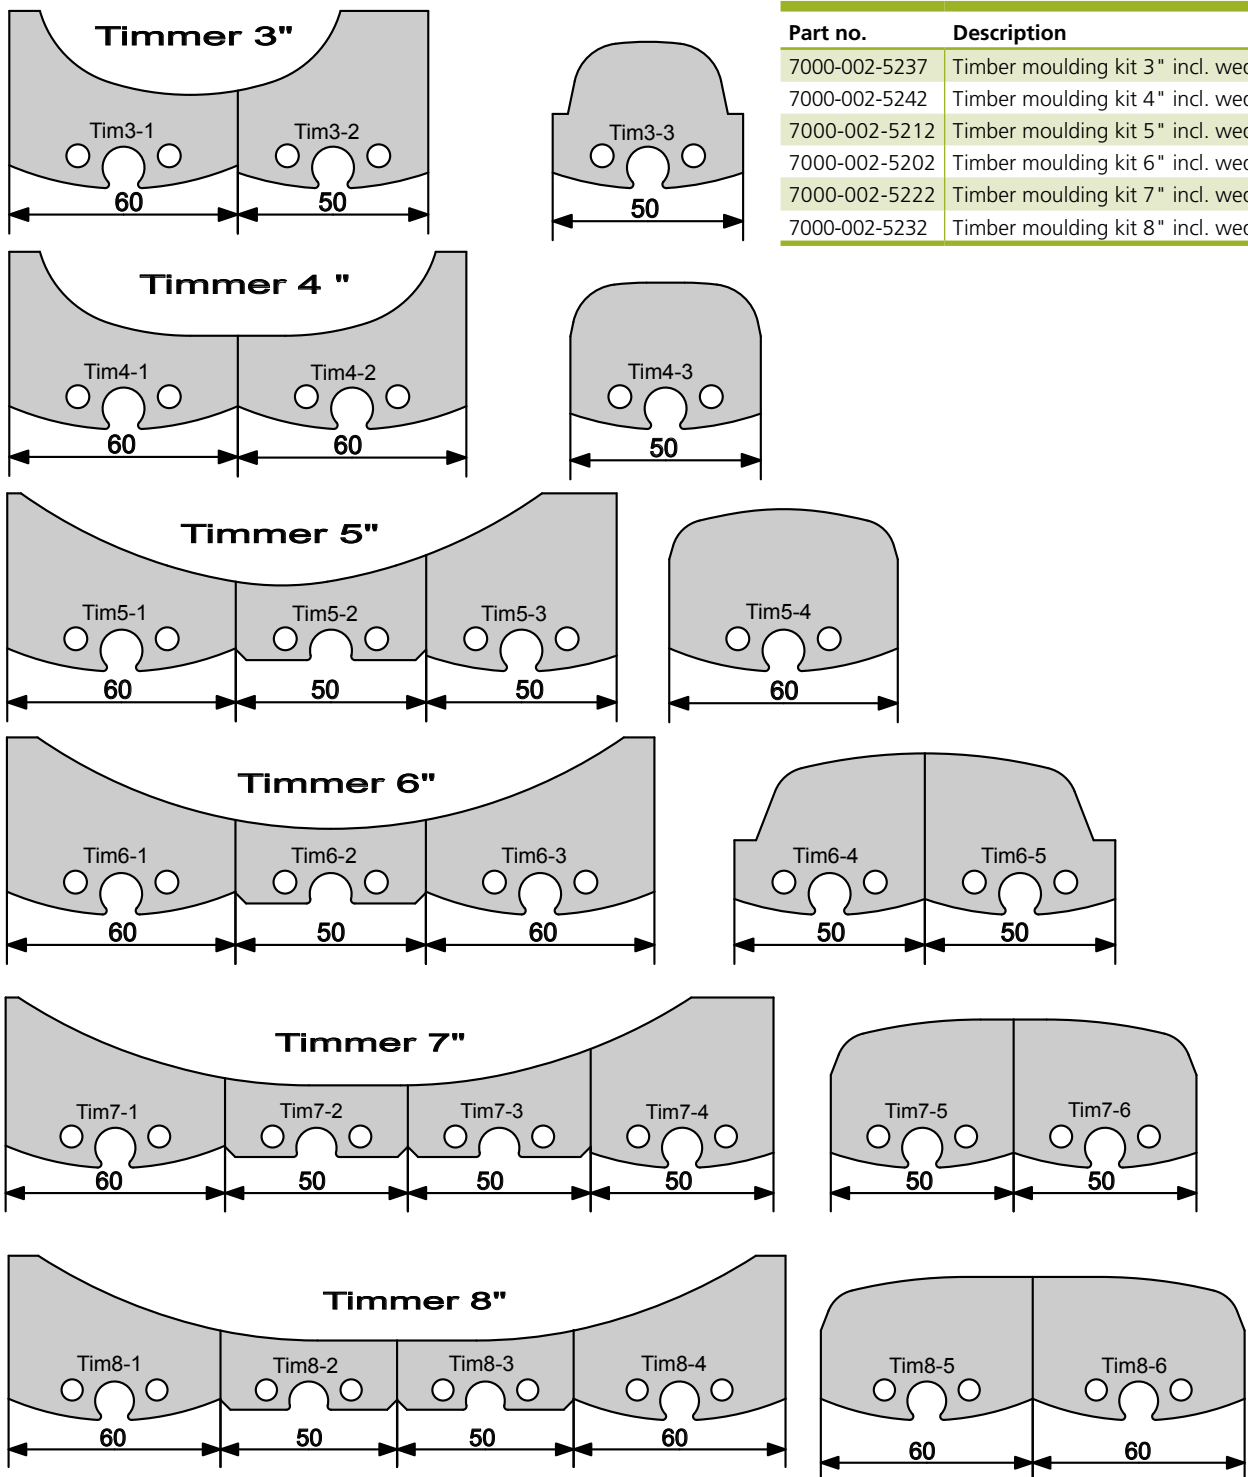 Timmer 3"
Tim3-1
Tim3-2
Tim3-3
60
50
50
Part no. Description
7000-002-5237 Timber moulding kit 3" incl.
7000-002-5242 Timber moulding kit 4" incl.
7000-002-5212 Timber moulding kit 5" incl.
7000-002-5202 Timber moulding kit 6" incl.
7000-002-5222 Timber moulding kit 7" incl.
7000-002-5232 Timber moulding kit 8" incl.
Timmer 4 "
Tim4-1
Tim4-2
Tim4-3
60
60
50
Timmer 5"
Tim5-1
Tim5-2
Tim5-3
Tim5-4
60
50
50
60
Timmer 6"
Tim6-1
Tim6-2
Tim6-3
Tim6-4
Tim6-5
60
50
60
50
50
Timmer 7"
Tim7-1
Tim7-2
Tim7-3
Tim7-4
Tim7-5
Tim7-6
60
50
50
50
50
50
Timmer 8"
Tim8-1
Tim8-2
Tim8-3
Tim8-4
Tim8-5
Tim8-6
60
50
50
60
60
60